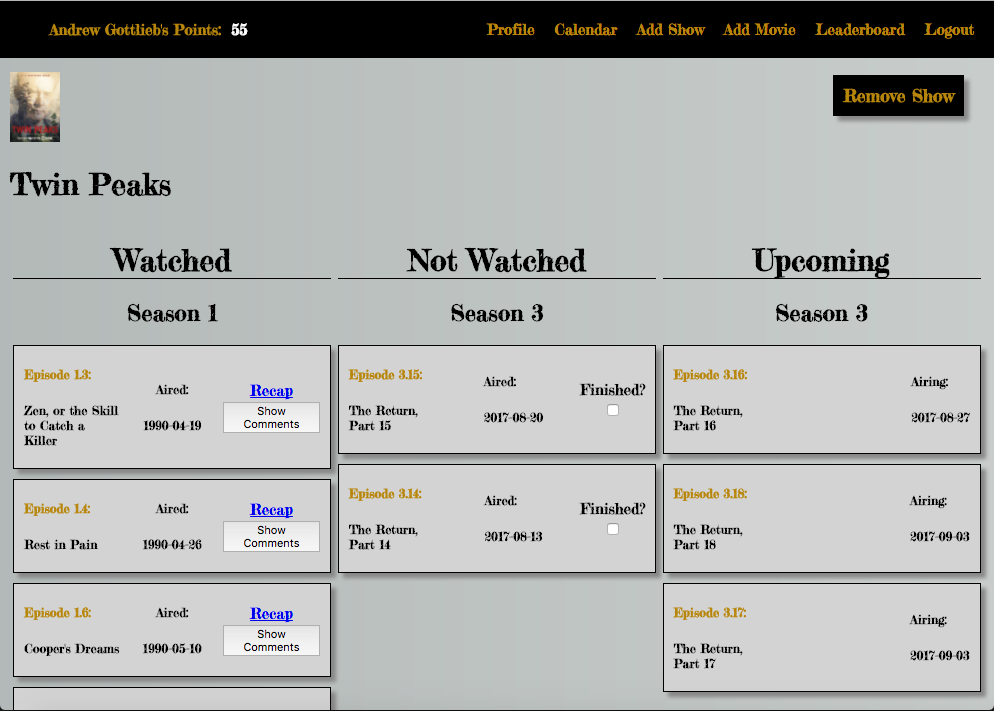 Andrew Gottlieb's Points: 55
Profile Calendar Add Show Add Movie Leaderboard Logout
Remove Show
Twin Peaks
Watched
Season 1
Episode 1.3:
Zen, or the Skill
to Catch a
Killer
Aired:
1990-04-19
Recap
Show
Comments
Episode 1.4:
Rest in Pain
Aired:
1990-04-26
Recap
Show
Comments
Episode 1.6:
Cooper's Dreams
Aired:
1990-05-10
Recap
Show
Comments
Not Watched
Season 3
Episode 3.15:
The Return,
Part 15
Aired:
2017-08-20
Finished?
Episode 3.14:
The Return,
Part 14
Aired:
2017-08-13
Finished?
Upcoming
Season 3
Episode 3.16:
The Return,
Part 16
Airing:
2017-08-27
Episode 3.18:
The Return,
Part 18
Airing:
2017-09-03
Episode 3.17:
The Return,
Part 17
Airing:
2017-09-03